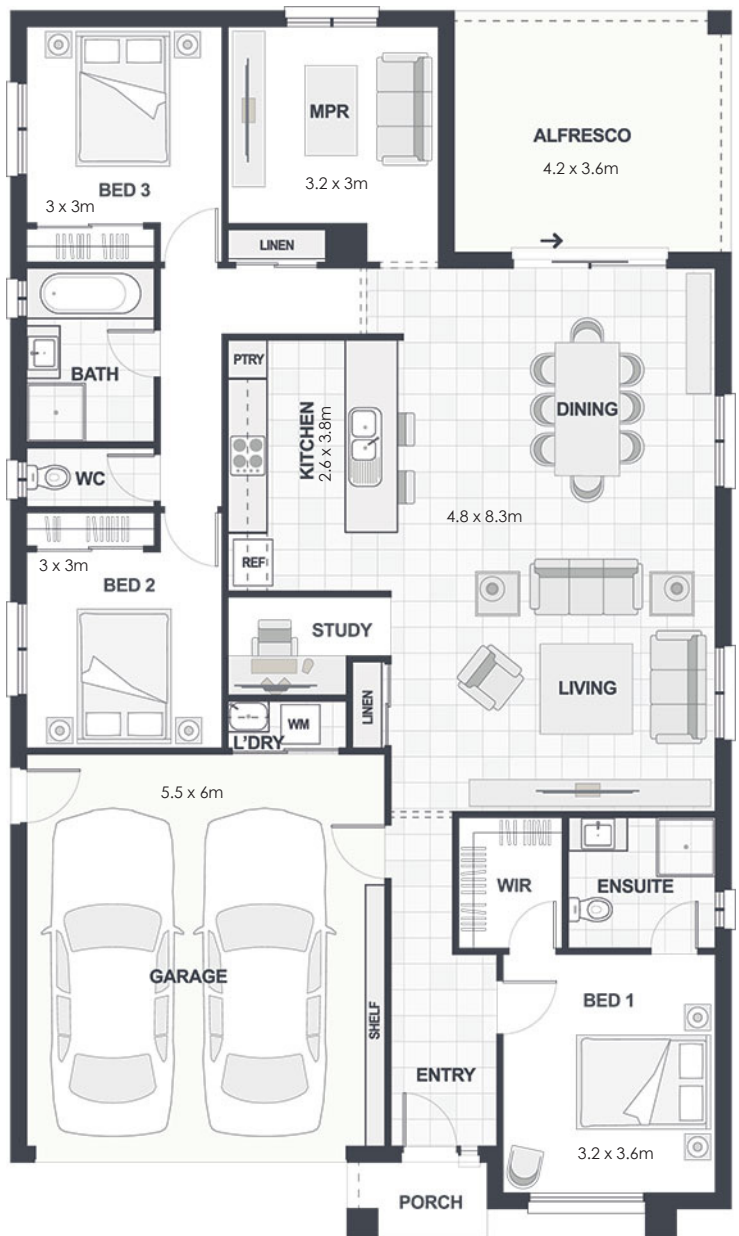 MPR
3.2 x 3m
BED 3
3 x 3m
ALFRESCO
4.2 x 3.6m
LINEN
BATH
PTRY
KITCHEN
2.6 x 3.8m
DINING
WC
4.8 x 8.3m
3 x 3m
BED 2
REF
STUDY
LIVING
LINEN
WM
L'DRY
5.5 x 6m
WIR
ENSUITE
GARAGE
BED 1
SHELF
ENTRY
3.2 x 3.6m
PORCH